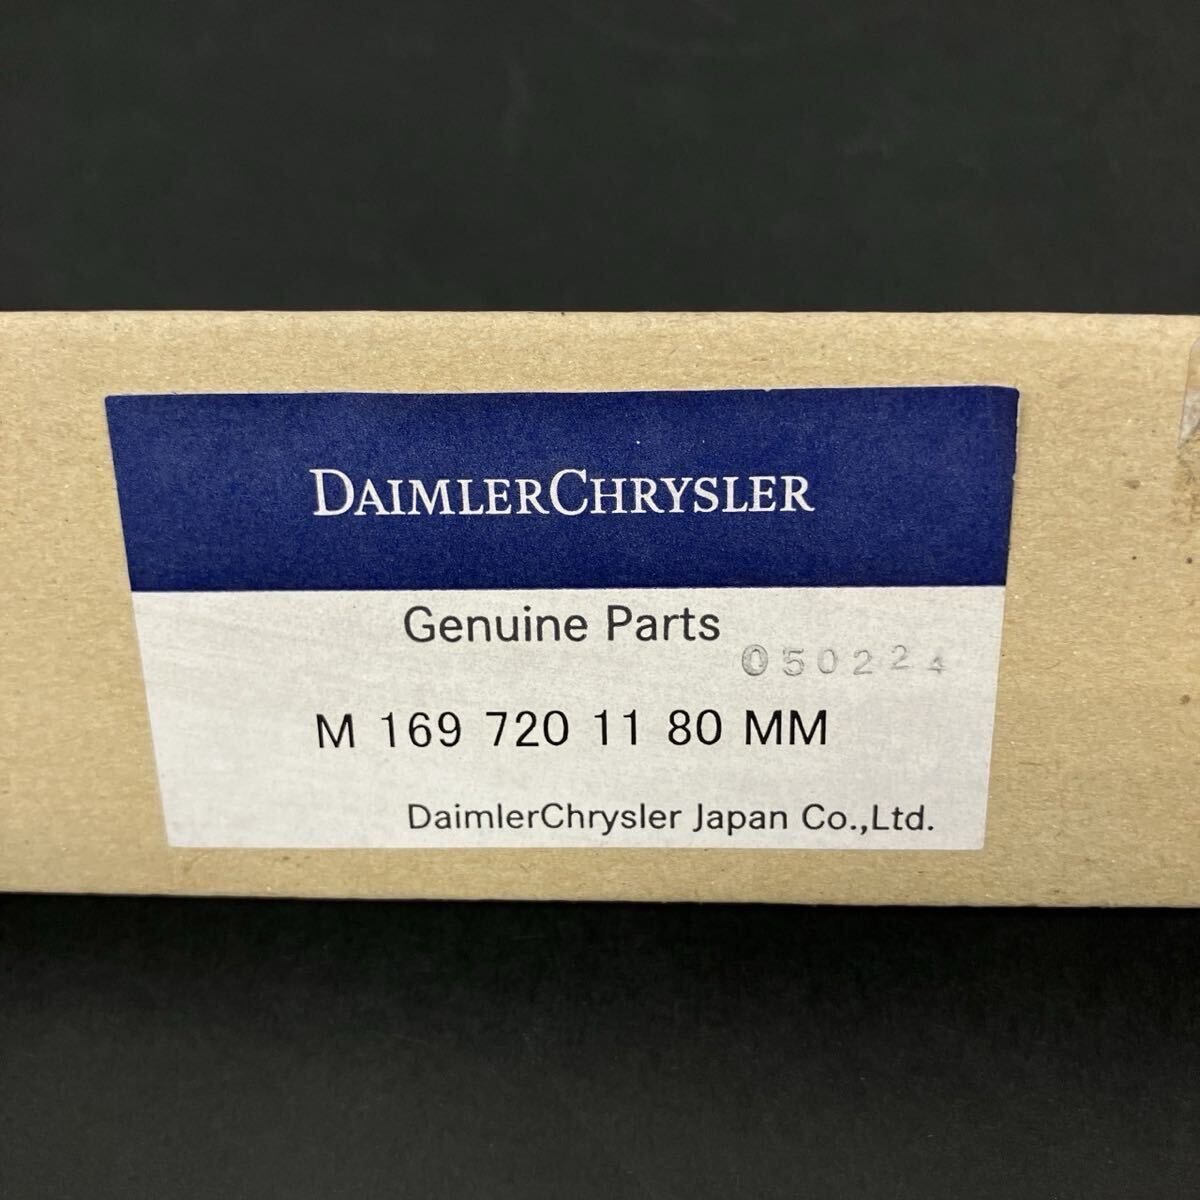 DAIMLERCHRYSLER
Genuine Parts
050224
M 169 720 11 80 MM
DaimlerChrysler Japan Co.,Ltd.